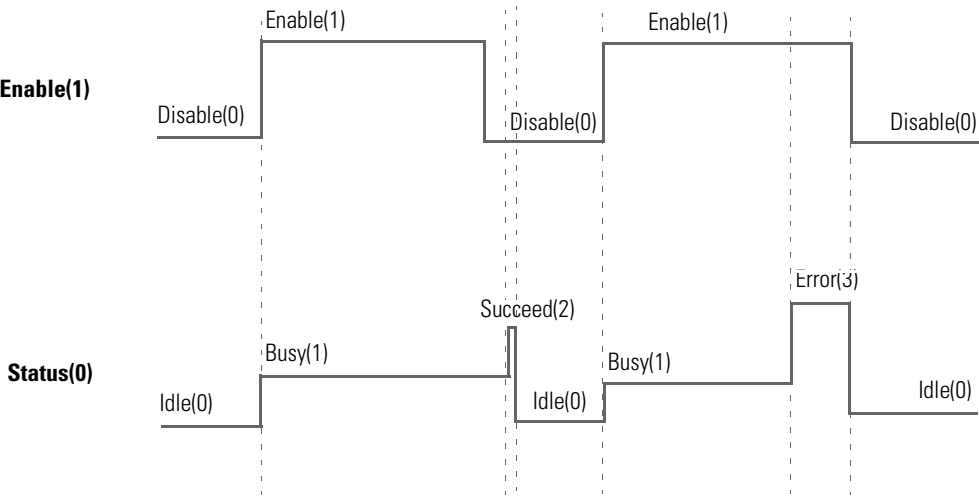 Enable(1)
Enable(1)
Enable(1)
Disable(0)
Disable(0)
Disable(0)
Error(3)
Succeed(2)
Status(0)
Busy(1)
Busy(1)
Idle(0)
Idle(0)
Idle(0)